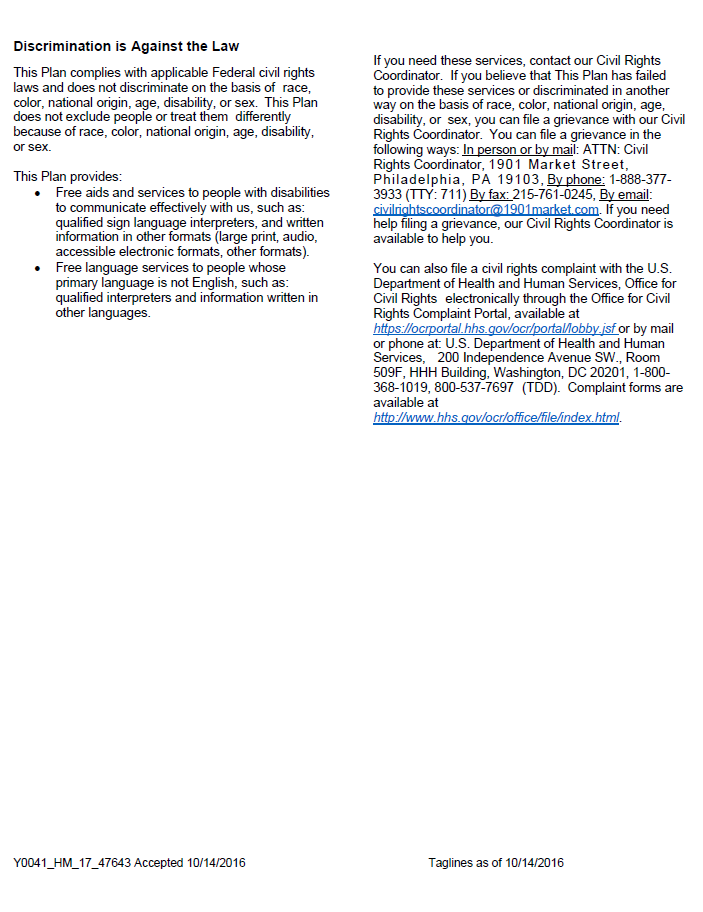 Discrimination is Against the Law
This Plan complies with applicable Federal civil rights
laws and does not discriminate on the basis of race,
color, national origin, age, disability, or sex. This Plan
does not exclude people or treat them differently
because of race, color, national origin, age, disability,
or sex.
This Plan provides:
• Free aids and services to people with disabilities
to communicate effectively with us, such as:
qualified sign language interpreters, and written
information in other formats (large print, audio,
accessible electronic formats, other formats).
• Free language services to people whose
primary language is not English, such as:
qualified interpreters and information written in
other languages.
If you need these services, contact our Civil Rights
Coordinator. If you believe that This Plan has failed
to provide these services or discriminated in another
way on the basis of race, color, national origin, age,
disability, or sex, you can file a grievance with our Civil
Rights Coordinator. You can file a grievance in the
following ways: In person or by mail: ATTN: Civil
Rights Coordinator, 1901 Market Street,
Philadelphia, PA 19103, By phone: 1-888-377-
3933 (TTY: 711) By fax: 215-761-0245, By email:
civilrightscoordinator@1901market.com. If you need
help filing a grievance, our Civil Rights Coordinator is
available to help you.
You can also file a civil rights complaint with the U.S.
Department of Health and Human Services, Office for
Civil Rights electronically through the Office for Civil
Rights Complaint Portal, available at
https://ocrportal.hhs.gov/ocr/portal/lobby.jsf or by mail
or phone at: U.S. Department of Health and Human
Services, 200 Independence Avenue SW., Room
509F, HHH Building, Washington, DC 20201, 1-800-
368-1019, 800-537-7697 (TDD). Complaint forms are
available at
http://www.hhs.gov/ocr/office/file/index.html.
Y0041_HM_17_47643 Accepted 10/14/2016
Taglines as of 10/14/2016